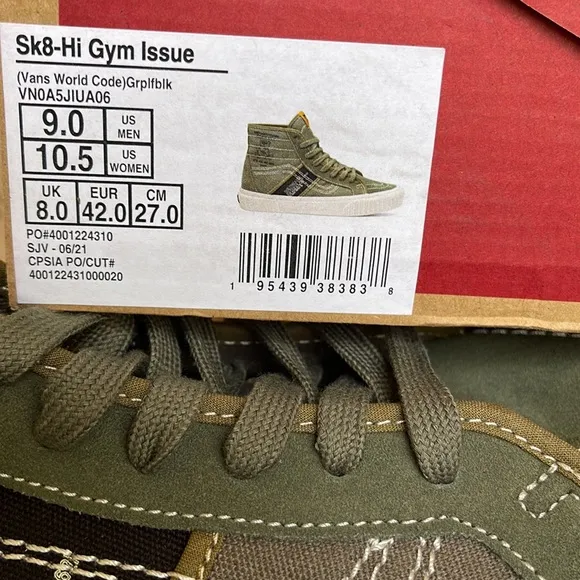 Sk8-Hi Gym Issue
(Vans World Code)Grplfblk
VN0A5JIUA06
9.0 US MEN
10.5 US WOMEN
UK EUR CM
8.0 42.0 27.0
PO#4001224310
SJV - 06/21
CPSIA PO/CUT#
400122431000020
1 95439 38383 8